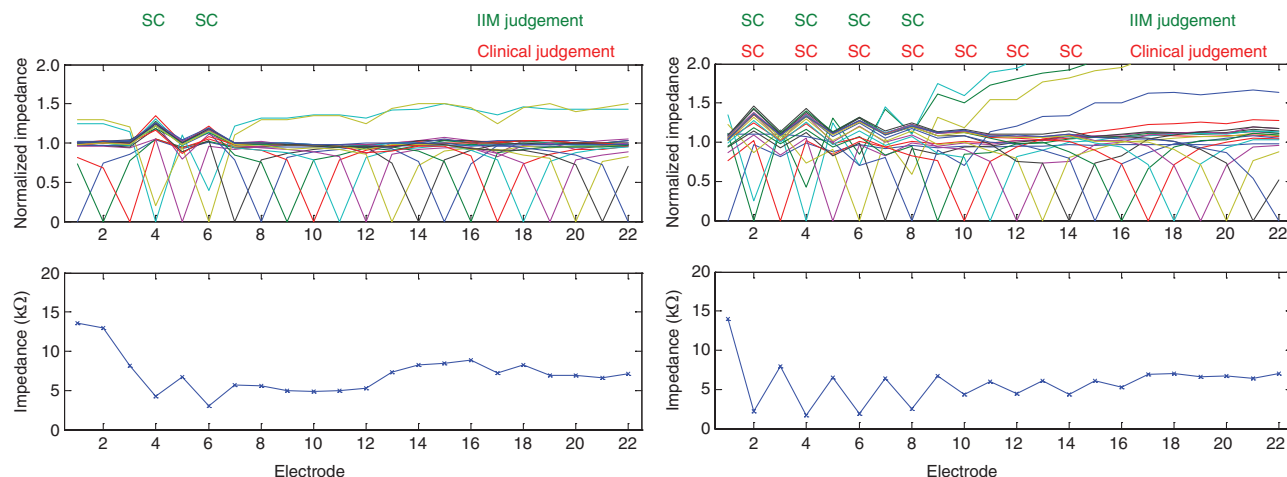 SC SC IIM judgement
Clinical judgement
2.0
1.5
1.0
0.5
0
Normalized impedance
2 4 6 8 10 12 14 16 18 20 22
20
15
10
5
0
Impedance (kΩ)
2 4 6 8 10 12 14 16 18 20 22
Electrode
SC SC SC SC IIM judgement
SC SC SC SC SC SC SC Clinical judgement
2.0
1.5
1.0
0.5
0
Normalized impedance
2 4 6 8 10 12 14 16 18 20 22
20
15
10
5
0
Impedance (kΩ)
2 4 6 8 10 12 14 16 18 20 22
Electrode